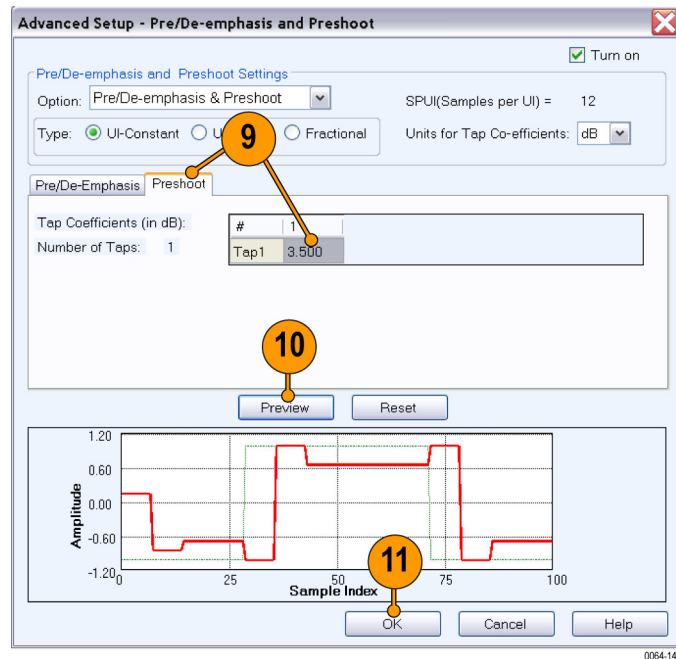 Advanced Setup - Pre/De-emphasis and Preshoot
Turn on
Pre/De-emphasis and Preshoot Settings
Option: Pre/De-emphasis & Preshoot
SPUI(Samples per UI) = 12
Type: UI-Constant U Fractional
Units for Tap Co-efficients: dB
9
Pre/De-Emphasis Preshoot
Tap Coefficients (in dB):
# 1
Number of Taps: 1
Tap1 3.500
10
Preview Reset
1.20
0.60
0.00
-0.60
-1.20
Amplitude
0 25 50 75 100
Sample Index
11
OK Cancel Help
0064-14